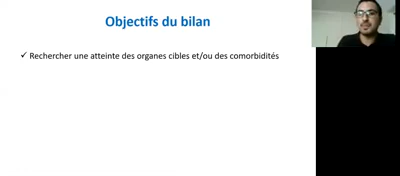 Objectifs du bilan
✓ Rechercher une atteinte des organes cibles et/ou des comorbidités